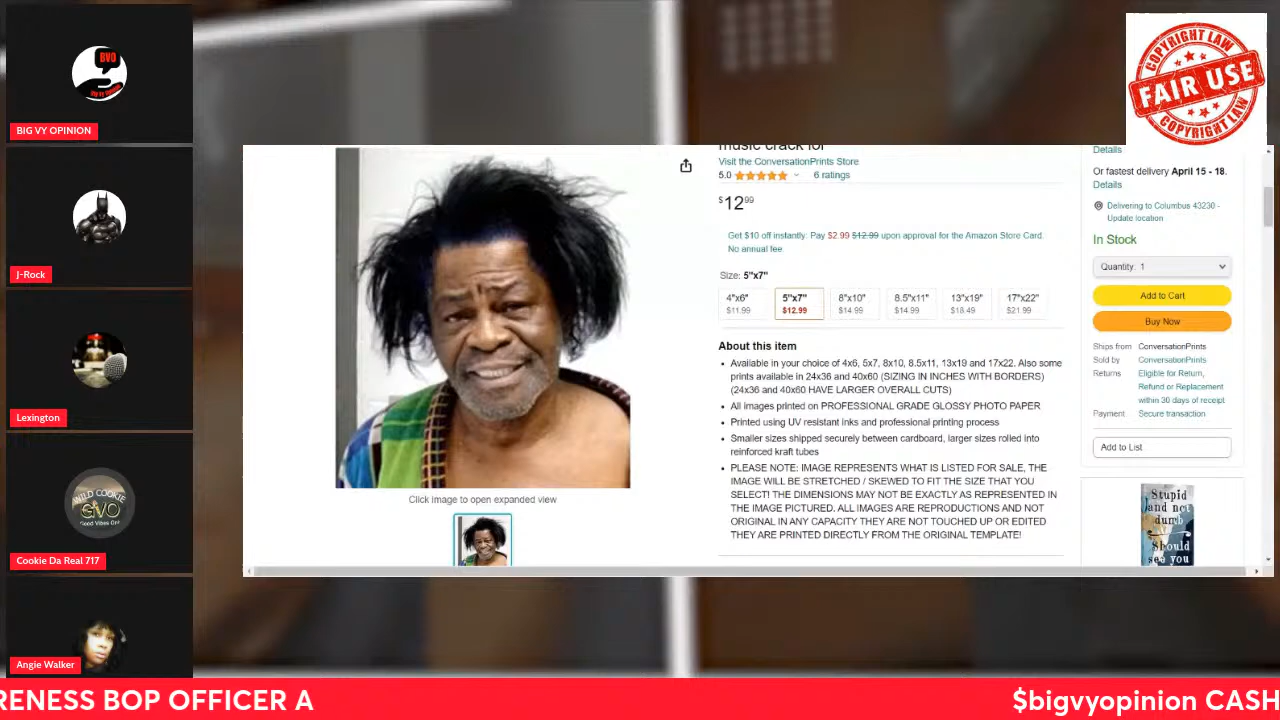 BVO
BIG VY OPINION
J-Rock
Lexington
WILD COOKIE
GVO
Good Vibes Only
Cookie Da Real 717
Angie Walker
COPYRIGHT LAW
FAIR USE
COPYRIGHT LAW
music crack for
Visit the ConversationPrints Store
5.0
6 ratings
$12.99
Get $10 off instantly: Pay $2.99 $12.99 upon approval for the Amazon Store Card.
No annual fee.
Size: 5"x7"
4"x6" 5"x7" 8"x10" 8.5"x11" 13"x19" 17"x22"
$11.99 $12.99 $14.99 $14.99 $18.49 $21.99
About this item
Available in your choice of 4x6, 5x7, 8x10, 8.5x11, 13x19 and 17x22. Also some
prints available in 24x36 and 40x60 (SIZING IN INCHES WITH BORDERS)
(24x36 and 40x60 HAVE LARGER OVERALL CUTS)
All images printed on PROFESSIONAL GRADE GLOSSY PHOTO PAPER
Printed using UV resistant inks and professional printing process
Smaller sizes shipped securely between cardboard, larger sizes rolled into
reinforced kraft tubes
PLEASE NOTE: IMAGE REPRESENTS WHAT IS LISTED FOR SALE, THE
IMAGE WILL BE STRETCHED / SKEWED TO FIT THE SIZE THAT YOU
SELECT! THE DIMENSIONS MAY NOT BE EXACTLY AS REPRESENTED IN
THE IMAGE PICTURED. ALL IMAGES ARE REPRODUCTIONS AND NOT
ORIGINAL IN ANY CAPACITY THEY ARE NOT TOUCHED UP OR EDITED
THEY ARE PRINTED DIRECTLY FROM THE ORIGINAL TEMPLATE!
Click image to open expanded view
Details
Or fastest delivery April 15 - 18.
Details
Delivering to Columbus 43230 -
Update location
In Stock
Quantity: 1
Add to Cart
Buy Now
Ships from ConversationPrints
Sold by ConversationPrints
Returns Eligible for Return,
Refund or Replacement
within 30 days of receipt
Payment Secure transaction
Add to List
Stupid
and not
dumb
Should
see you
RENESS BOP OFFICER A
$bigvyopinion CASH